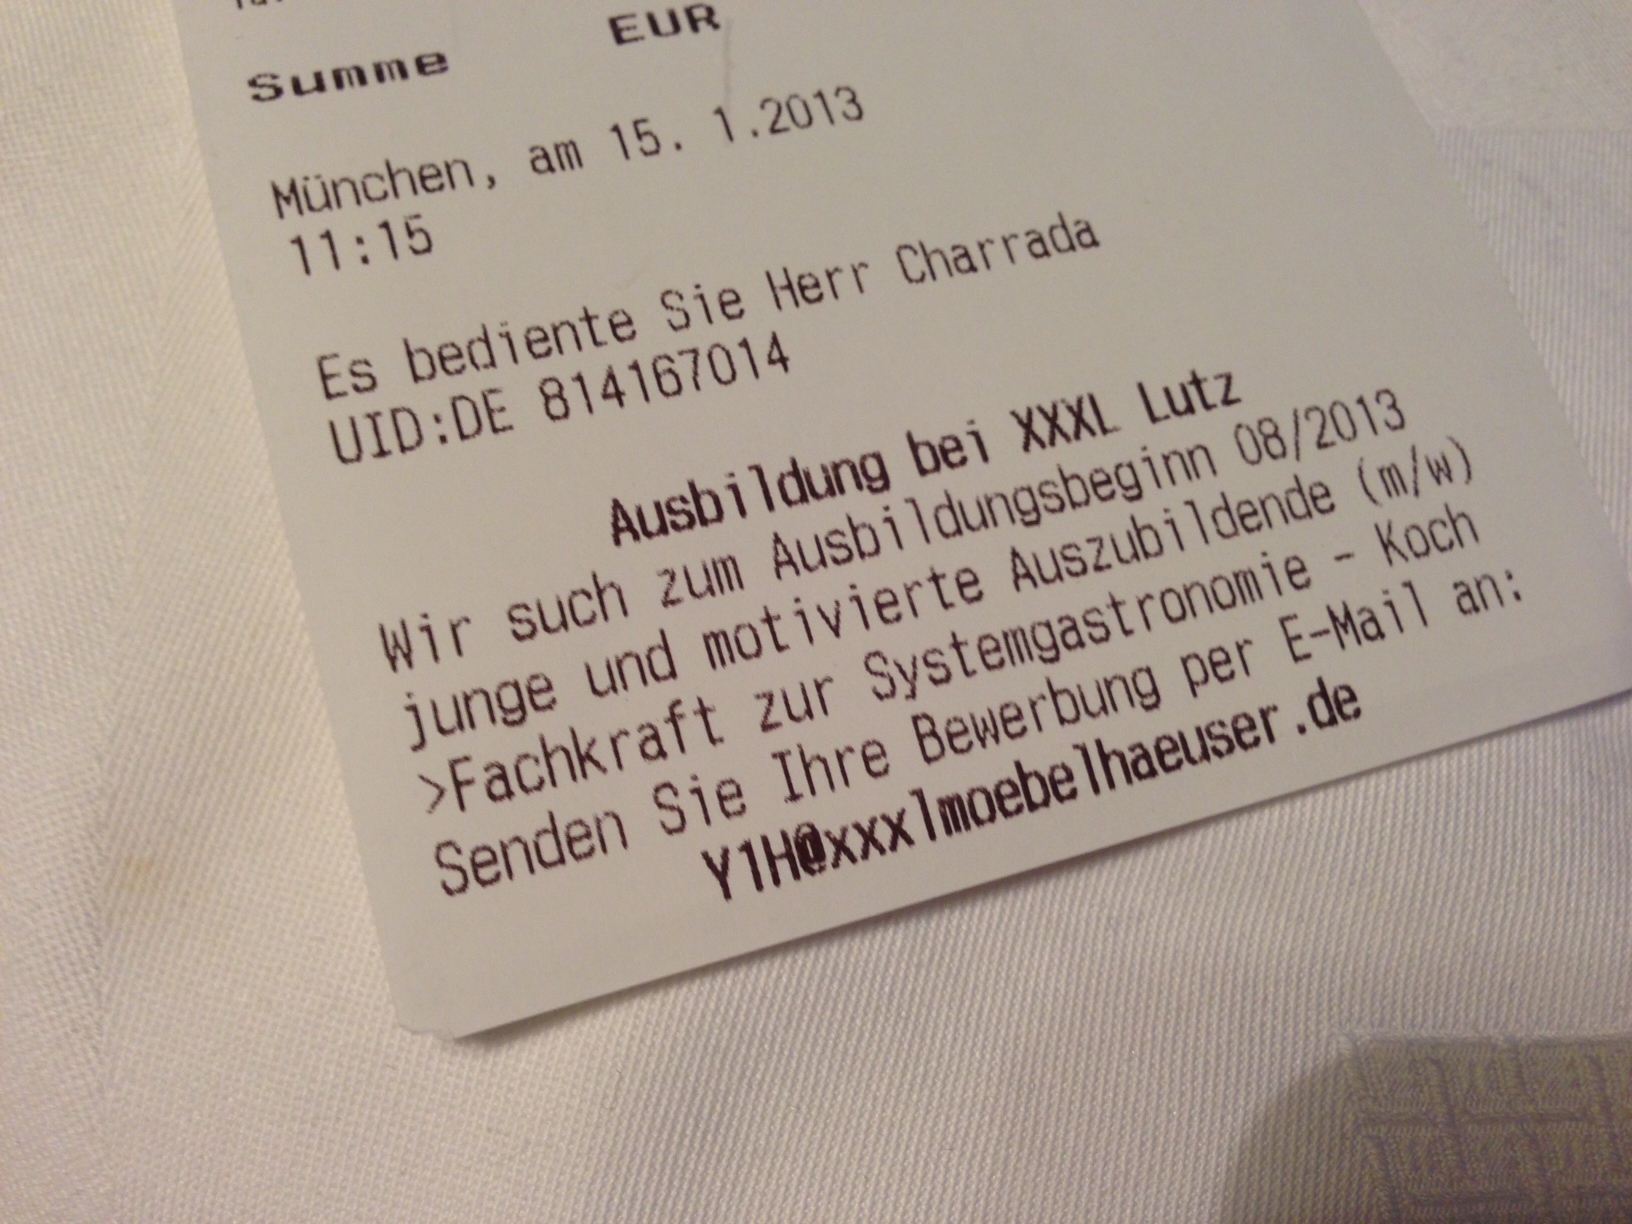 Summe EUR
München, am 15. 1.2013
11:15
Es bediente Sie Herr Charrada
UID:DE 814167014
Ausbildung bei XXXL Lutz
Wir such zum Ausbildungsbeginn 08/2013
junge und motivierte Auszubildende (m/w)
>Fachkraft zur Systemgastronomie - Koch
Senden Sie Ihre Bewerbung per E-Mail an:
Y1H@xxxlmoebelhaeuser.de